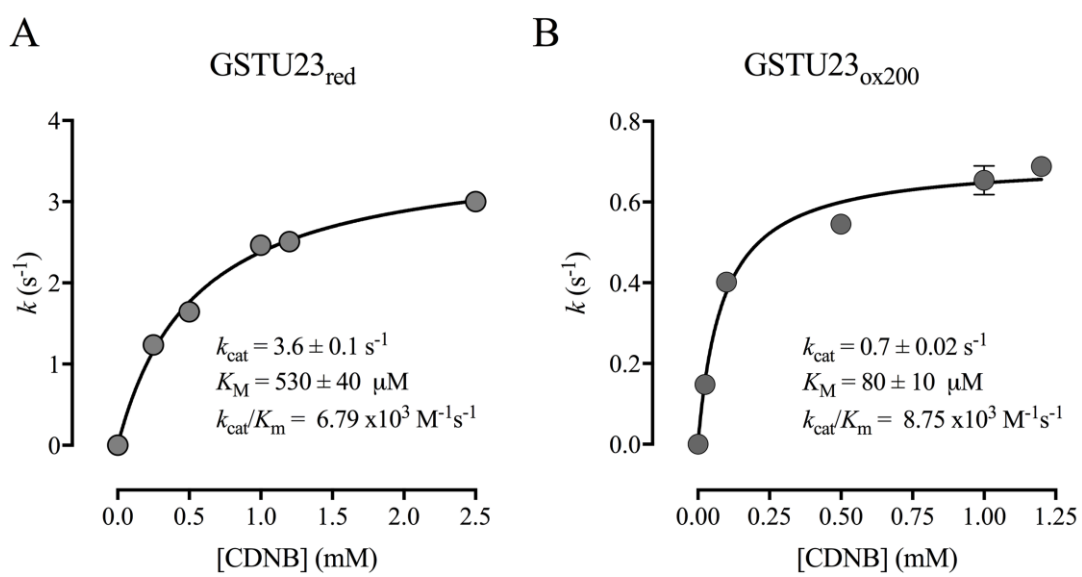 A
GSTU23red
4
3
2
1
0
k (s-1)
kcat = 3.6 ± 0.1 s-1
KM = 530 ± 40 μM
kcat/Km = 6.79 x10³ M-1s-1
0.0 0.5 1.0 1.5 2.0 2.5
[CDNB] (mM)
B
GSTU23ox200
0.8
0.6
0.4
0.2
0.0
k (s-1)
kcat = 0.7 ± 0.02 s-1
KM = 80 ± 10 μM
kcat/Km = 8.75 x10³ M-1s-1
0.00 0.25 0.50 0.75 1.00 1.25
[CDNB] (mM)